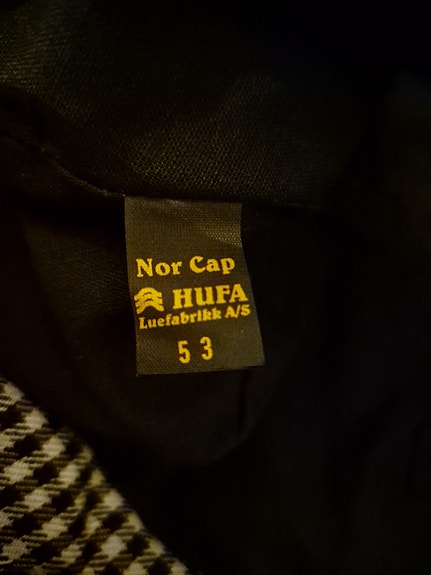 Nor Cap
HUFA
Luefabrikk A/S
53